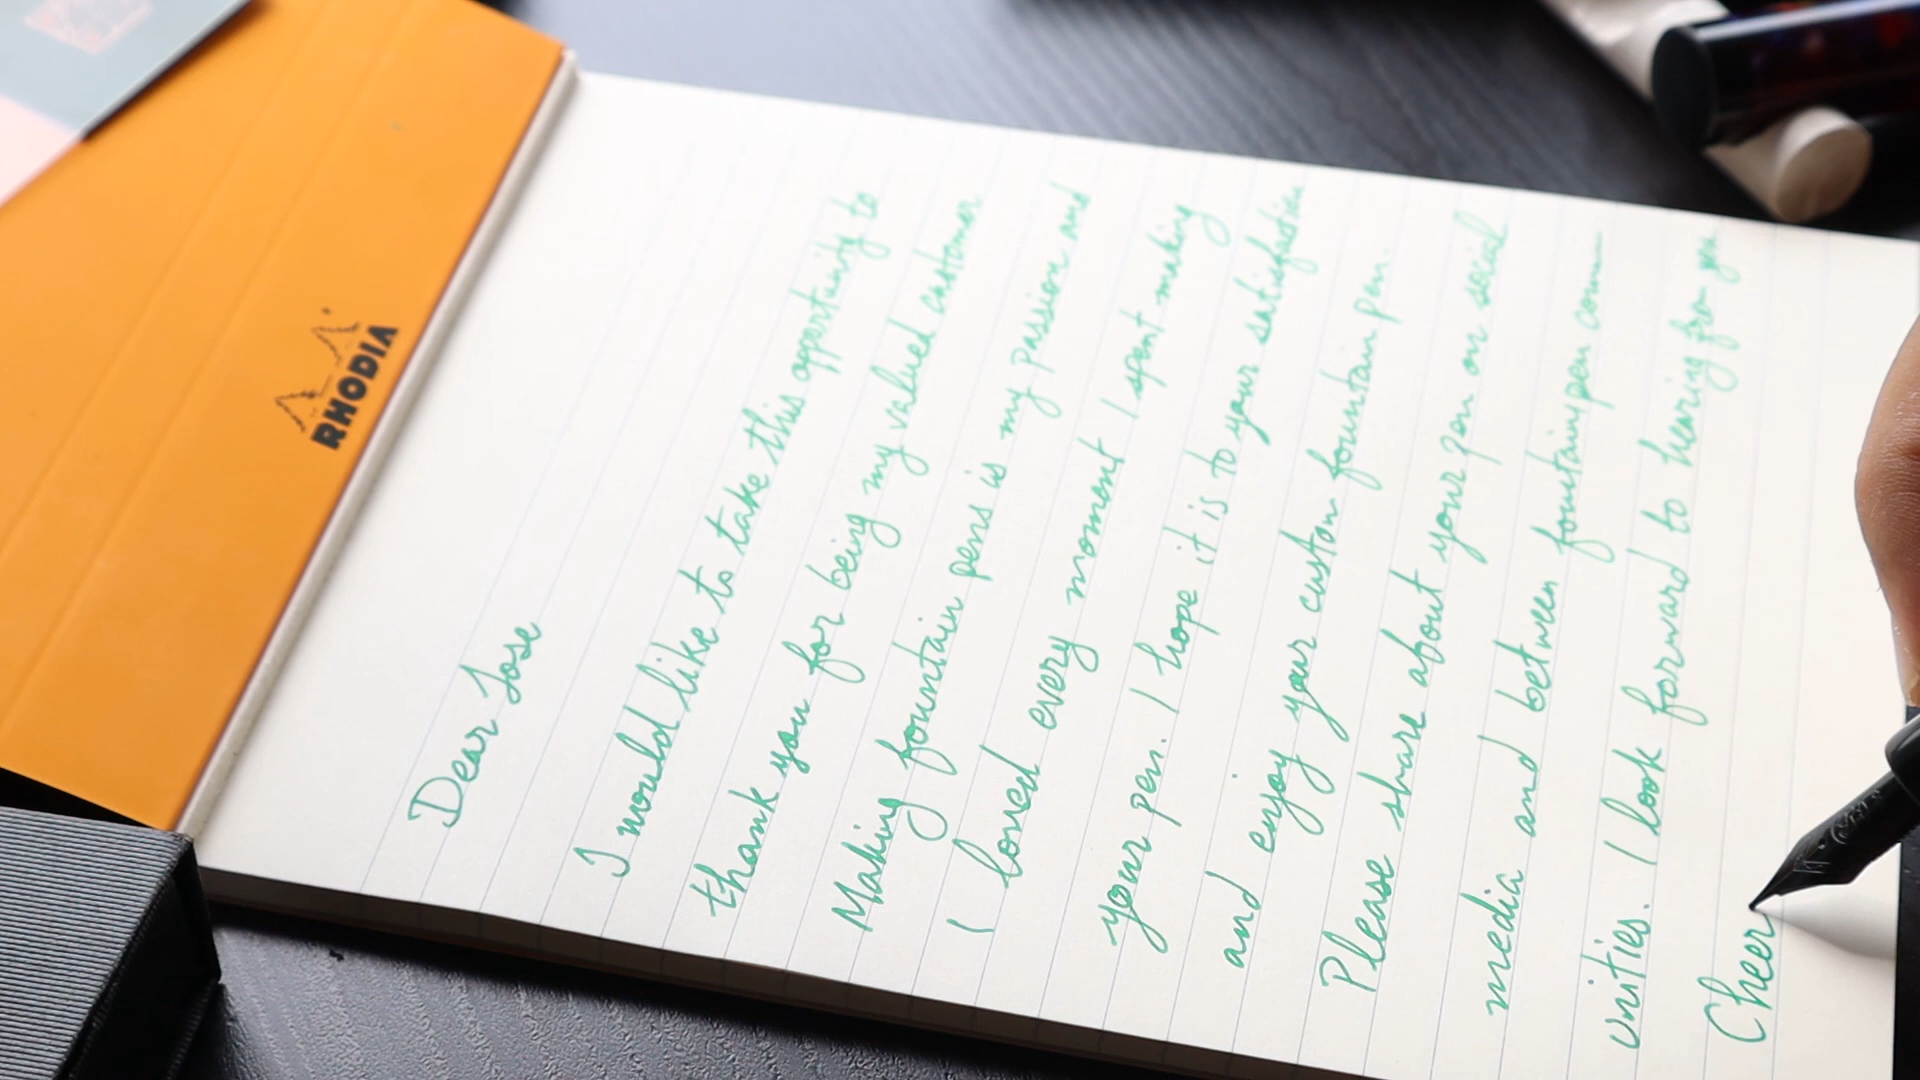 RHODIA
Dear Jose
I would like to take this opportunity to
thank you for being my valued customer
Making fountain pens is my passion and
I loved every moment I spent making
your pen. I hope it is to your satisfaction
and enjoy your custom fountain pen.
Please share about your pen on social
media and between fountain pen comm
unities. I look forward to hearing from you
Cheer